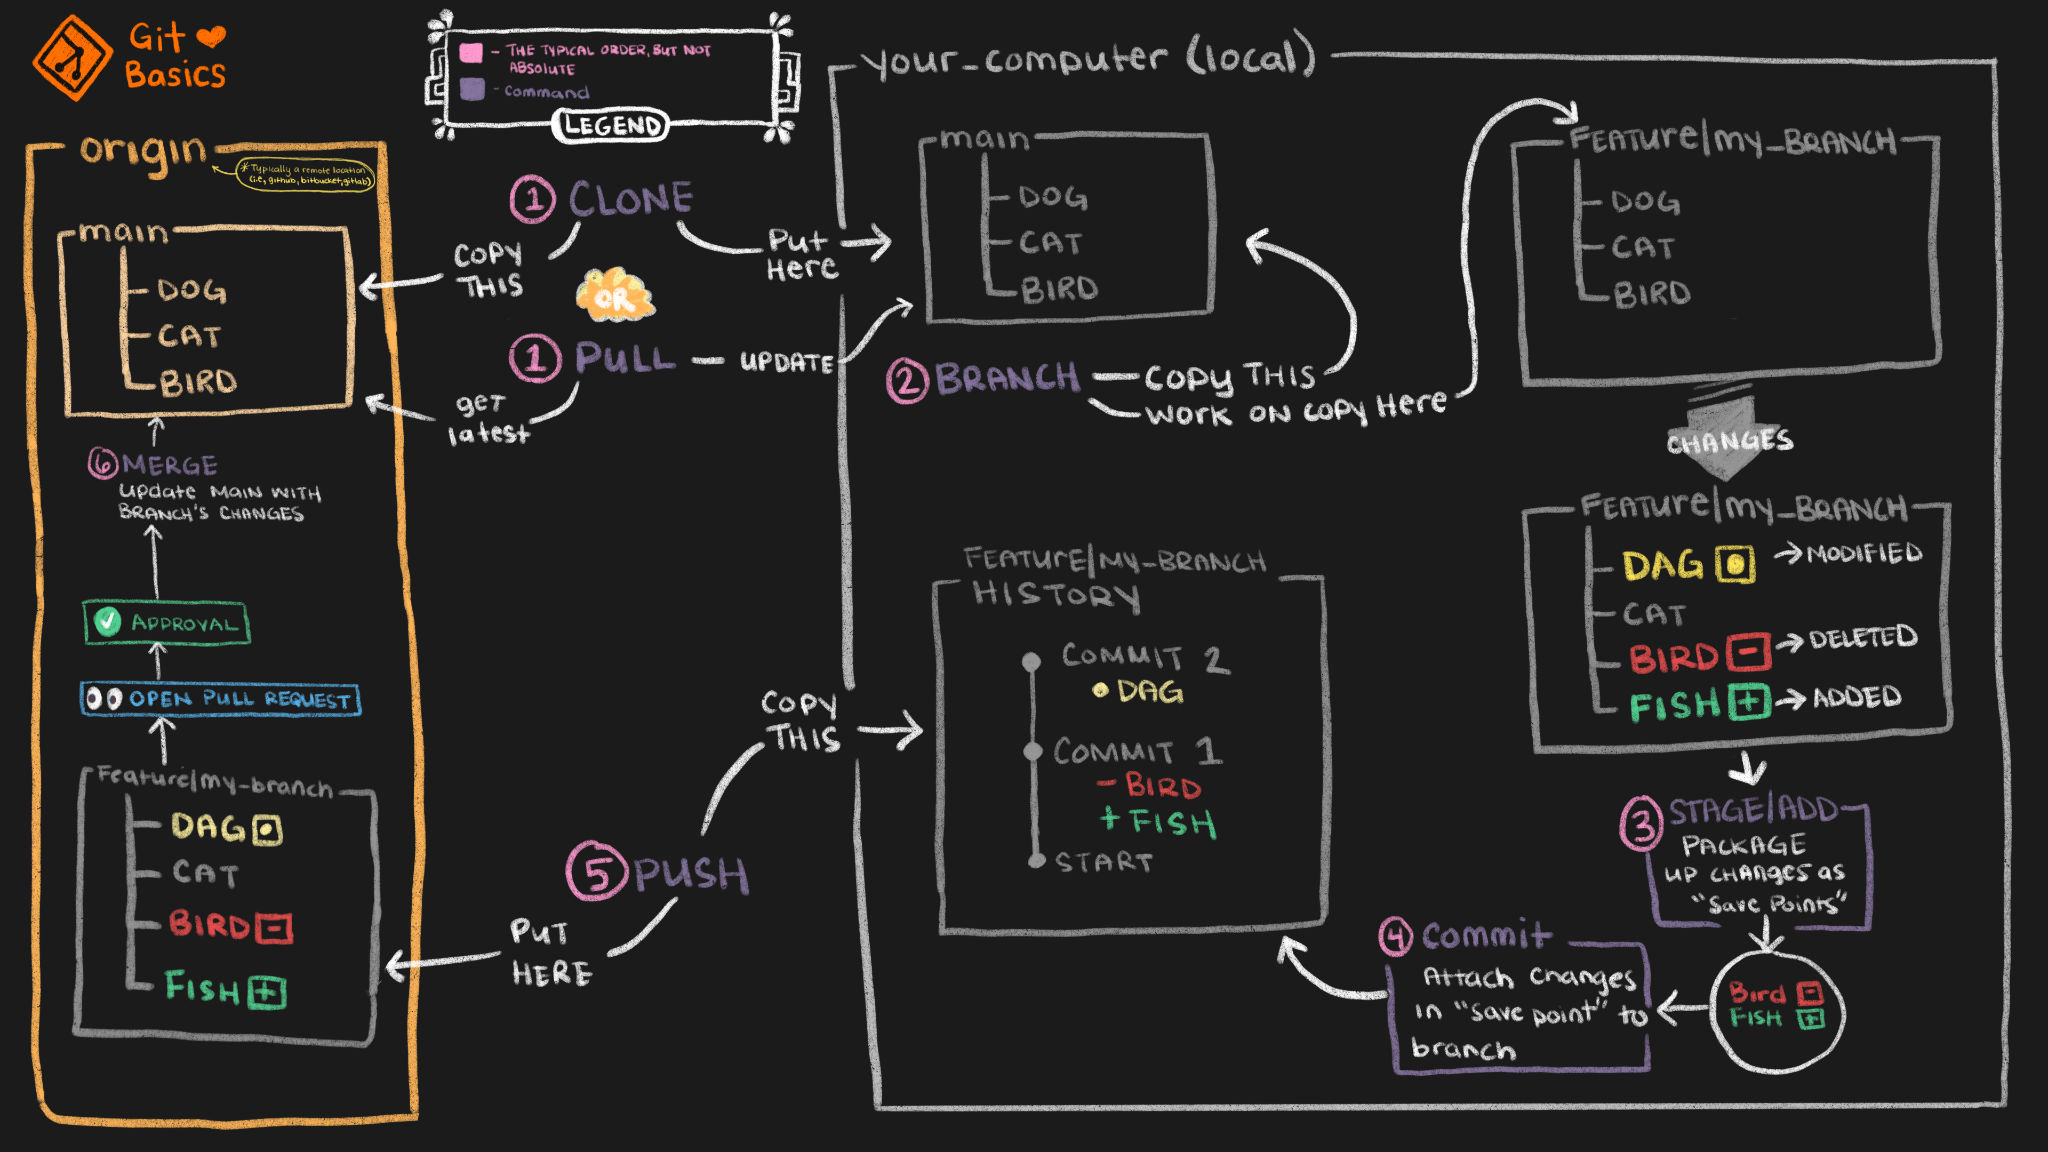 Git
Basics
- THE TYPICAL ORDER, BUT NOT
ABSOLUTE
- Command
LEGEND
origin
* Typically a remote location
(i.e, github, bitbucket, gitlab)
main
DOG
CAT
BIRD
6 MERGE
update MAIN WITH
BRANCH'S CHANGES
APPROVAL
OPEN PULL REQUEST
Feature/my-branch
DAG
CAT
BIRD
FISH
1 CLONE
COPY
THIS
Put
Here
OR
1 PULL
UPDATE
get
latest
5 PUSH
COPY
THIS
PUT
HERE
your_computer (local)
main
DOG
CAT
BIRD
2 BRANCH
COPY THIS
WORK ON COPY Here
FEATURE/my_BRANCH
DOG
CAT
BIRD
CHANGES
FEATURE/my_BRANCH
DAG MODIFIED
CAT
BIRD DELETED
FISH ADDED
3 STAGE/ADD
PACKAGE
UP CHANGES as
"Save Points"
Bird
FISH
4 Commit
Attach Changes
in "save point" to
branch
FEATURE/MY_BRANCH
HISTORY
COMMIT 2
DAG
COMMIT 1
- BIRD
+ FISH
START